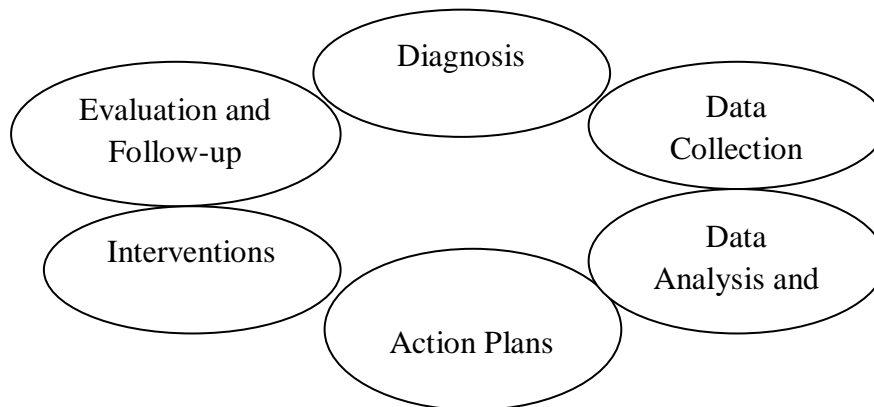 Diagnosis
Evaluation and
Follow-up
Data
Collection
Interventions
Data
Analysis and
Action Plans